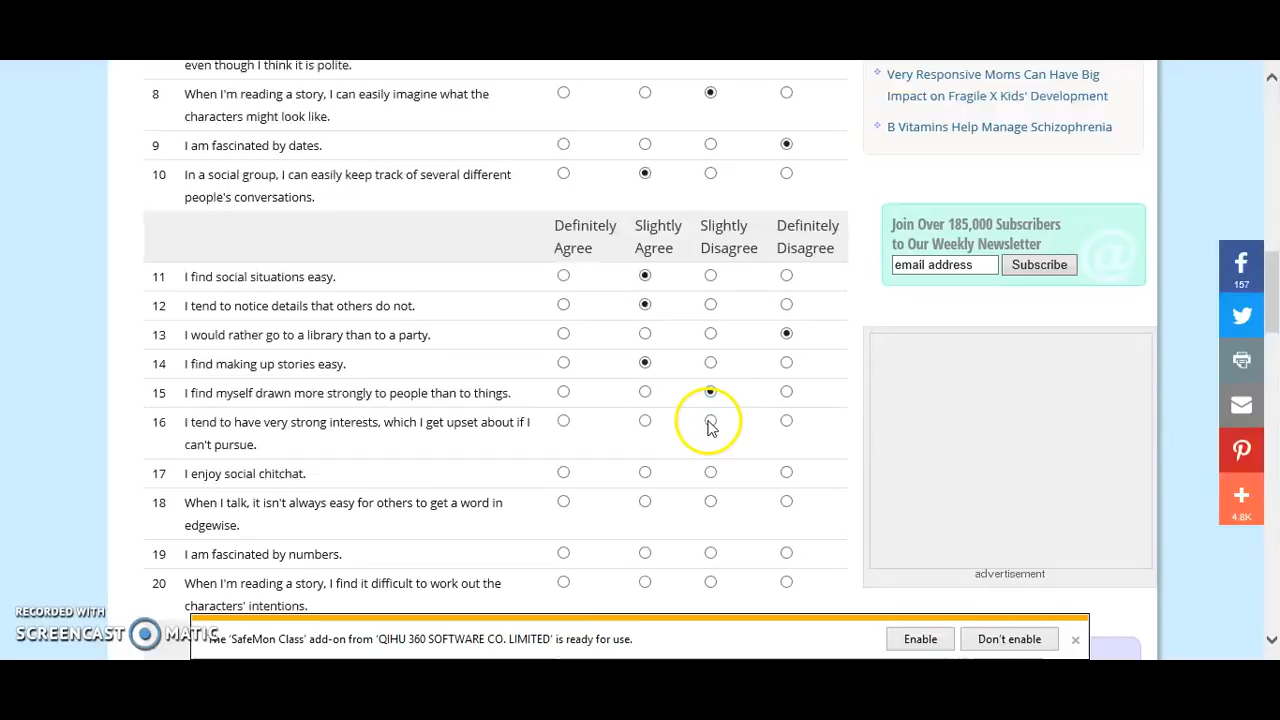 even though I think it is polite.
8 When I'm reading a story, I can easily imagine what the
characters might look like.
9 I am fascinated by dates.
10 In a social group, I can easily keep track of several different
people's conversations.
Definitely Slightly Slightly Definitely
Agree Agree Disagree Disagree
11 I find social situations easy.
12 I tend to notice details that others do not.
13 I would rather go to a library than to a party.
14 I find making up stories easy.
15 I find myself drawn more strongly to people than to things.
16 I tend to have very strong interests, which I get upset about if I
can't pursue.
17 I enjoy social chitchat.
18 When I talk, it isn't always easy for others to get a word in
edgewise.
19 I am fascinated by numbers.
20 When I'm reading a story, I find it difficult to work out the
characters' intentions.
Very Responsive Moms Can Have Big
Impact on Fragile X Kids' Development
B Vitamins Help Manage Schizophrenia
Join Over 185,000 Subscribers
to Our Weekly Newsletter
email address Subscribe
advertisement
157
4.8K
RECORDED WITH
SCREENCAST MATIC
The 'SafeMon Class' add-on from 'QIHU 360 SOFTWARE CO. LIMITED' is ready for use.
Enable Don't enable